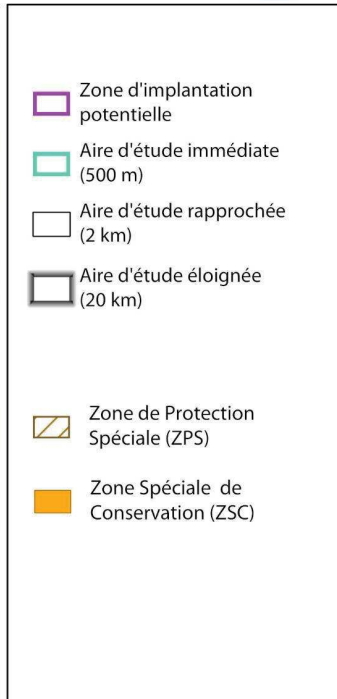 Zone d'implantation
potentielle
Aire d'étude immédiate
(500 m)
Aire d'étude rapprochée
(2 km)
Aire d'étude éloignée
(20 km)
Zone de Protection
Spéciale (ZPS)
Zone Spéciale de
Conservation (ZSC)